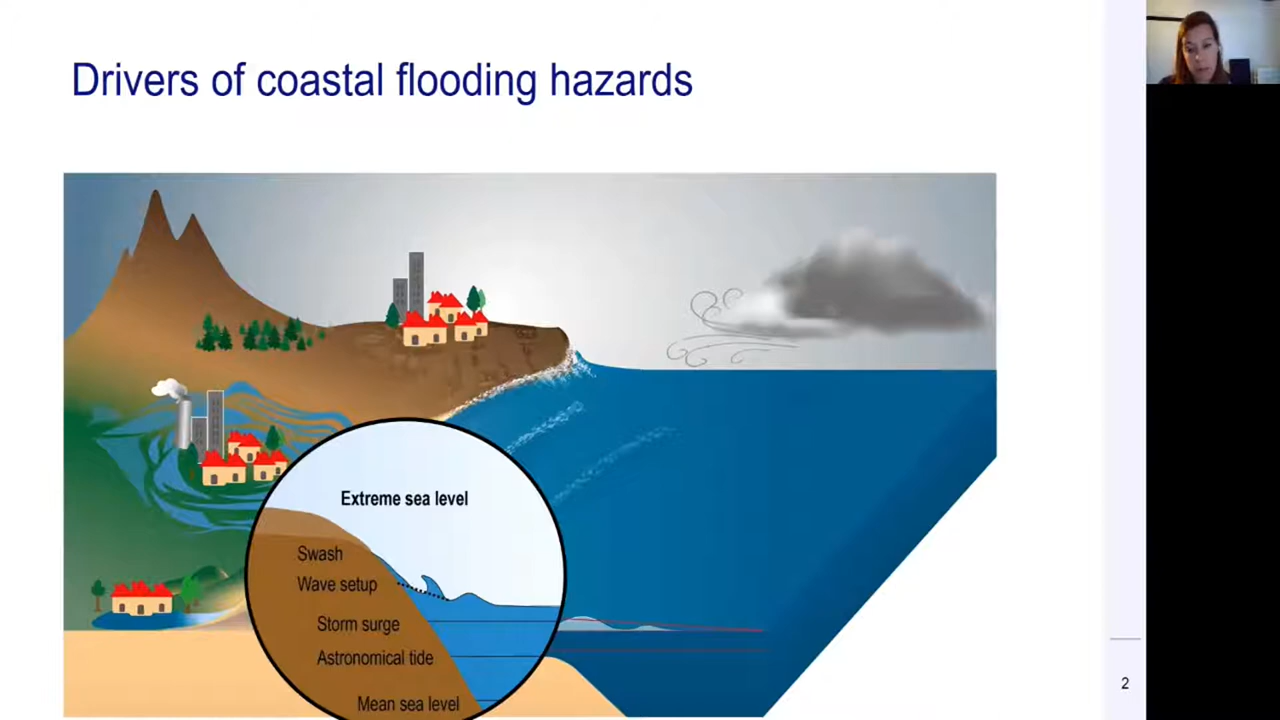 Drivers of coastal flooding hazards
Extreme sea level
Swash
Wave setup
Storm surge
Astronomical tide
Mean sea level
2